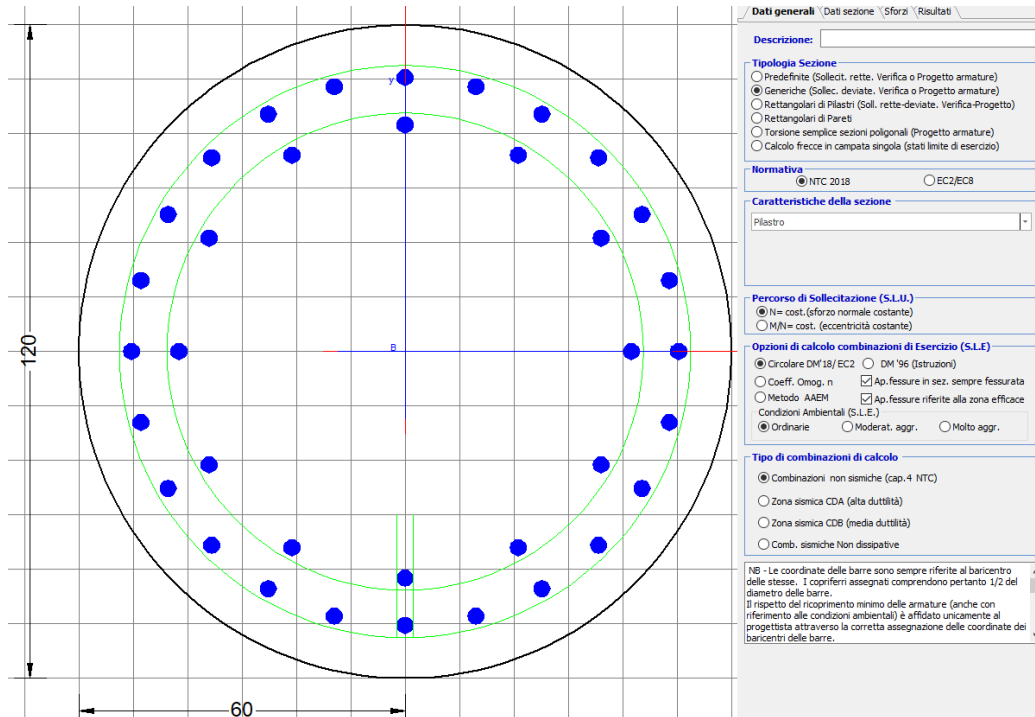 120
60
y
B
Dati generali
Dati sezione
Sforzi
Risultati
Descrizione:
Tipologia Sezione
Predefinite (Sollecit. rette. Verifica o Progetto armature)
Generiche (Sollec. deviate. Verifica o Progetto armature)
Rettangolari di Pilastri (Soll. rette-deviate. Verifica-Progetto)
Rettangolari di Pareti
Torsione semplice sezioni poligonali (Progetto armature)
Calcolo frecce in campata singola (stati limite di esercizio)
Normativa
NTC 2018 EC2/EC8
Caratteristiche della sezione
Pilastro
Percorso di Sollecitazione (S.L.U.)
N= cost.(sforzo normale costante)
M/N= cost. (eccentricità costante)
Opzioni di calcolo combinazioni di Esercizio (S.L.E)
Circolare DM'18/ EC2 DM '96 (Istruzioni)
Coeff. Omog. n Ap.fessure in sez. sempre fessurata
Metodo AAEM Ap.fessure riferite alla zona efficace
Condizioni Ambientali (S.L.E.)
Ordinarie Moderat. aggr. Molto aggr.
Tipo di combinazioni di calcolo
Combinazioni non sismiche (cap.4 NTC)
Zona sismica CDA (alta duttilità)
Zona sismica CDB (media duttilità)
Comb. sismiche Non dissipative
NB - Le coordinate delle barre sono sempre riferite al baricentro
delle stesse. I copriferri assegnati comprendono pertanto 1/2 del
diametro delle barre.
Il rispetto del ricoprimento minimo delle armature (anche con
riferimento alle condizioni ambientali) è affidato unicamente al
progettista attraverso la corretta assegnazione delle coordinate dei
baricentri delle barre.